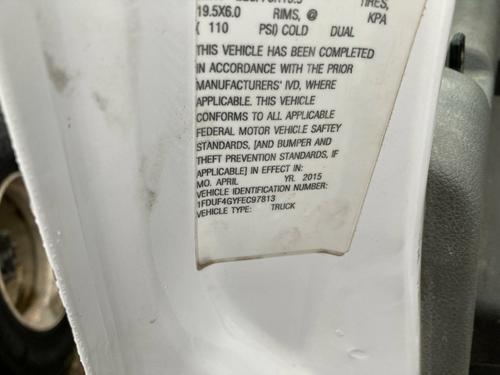 TIRES,
19.5X6.0 RIMS, @ KPA
( 110 PSI) COLD DUAL
THIS VEHICLE HAS BEEN COMPLETED
IN ACCORDANCE WITH THE PRIOR
MANUFACTURERS' IVD, WHERE
APPLICABLE. THIS VEHICLE
CONFORMS TO ALL APPLICABLE
FEDERAL MOTOR VEHICLE SAFTEY
STANDARDS, [AND BUMPER AND
THEFT PREVENTION STANDARDS, IF
APPLICABLE] IN EFFECT IN:
MO. APRIL YR. 2015
VEHICLE IDENTIFICATION NUMBER:
1FDUF4GYFEC97813
VEHICLE TYPE: TRUCK